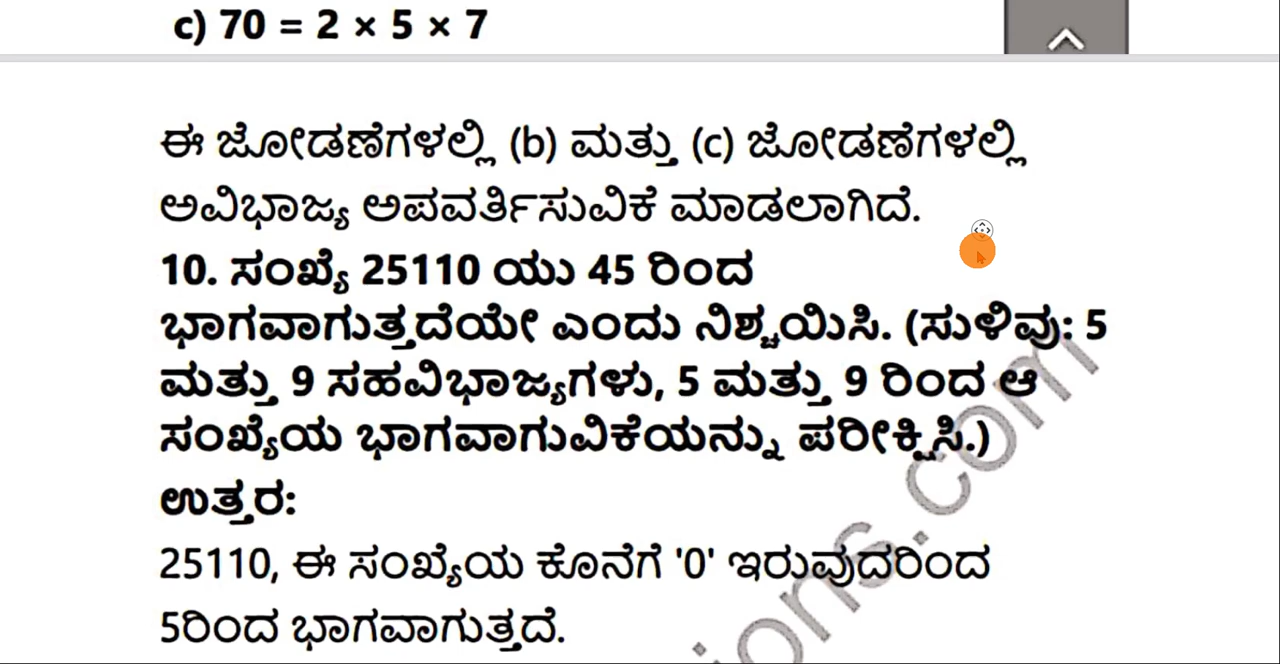 c) 70 = 2 × 5 × 7
ಈ ಜೋಡಣೆಗಳಲ್ಲಿ (b) ಮತ್ತು (c) ಜೋಡಣೆಗಳಲ್ಲಿ
ಅವಿಭಾಜ್ಯ ಅಪವರ್ತಿಸುವಿಕೆ ಮಾಡಲಾಗಿದೆ.
10. ಸಂಖ್ಯೆ 25110 ಯು 45 ರಿಂದ
ಭಾಗವಾಗುತ್ತದೆಯೇ ಎಂದು ನಿಶ್ಚಯಿಸಿ. (ಸುಳಿವು: 5
ಮತ್ತು 9 ಸಹವಿಭಾಜ್ಯಗಳು, 5 ಮತ್ತು 9 ರಿಂದ ಆ
ಸಂಖ್ಯೆಯ ಭಾಗವಾಗುವಿಕೆಯನ್ನು ಪರೀಕ್ಷಿಸಿ.)
ಉತ್ತರ:
25110, ಈ ಸಂಖ್ಯೆಯ ಕೊನೆಗೆ '0' ಇರುವುದರಿಂದ
5ರಿಂದ ಭಾಗವಾಗುತ್ತದೆ.
ions.com